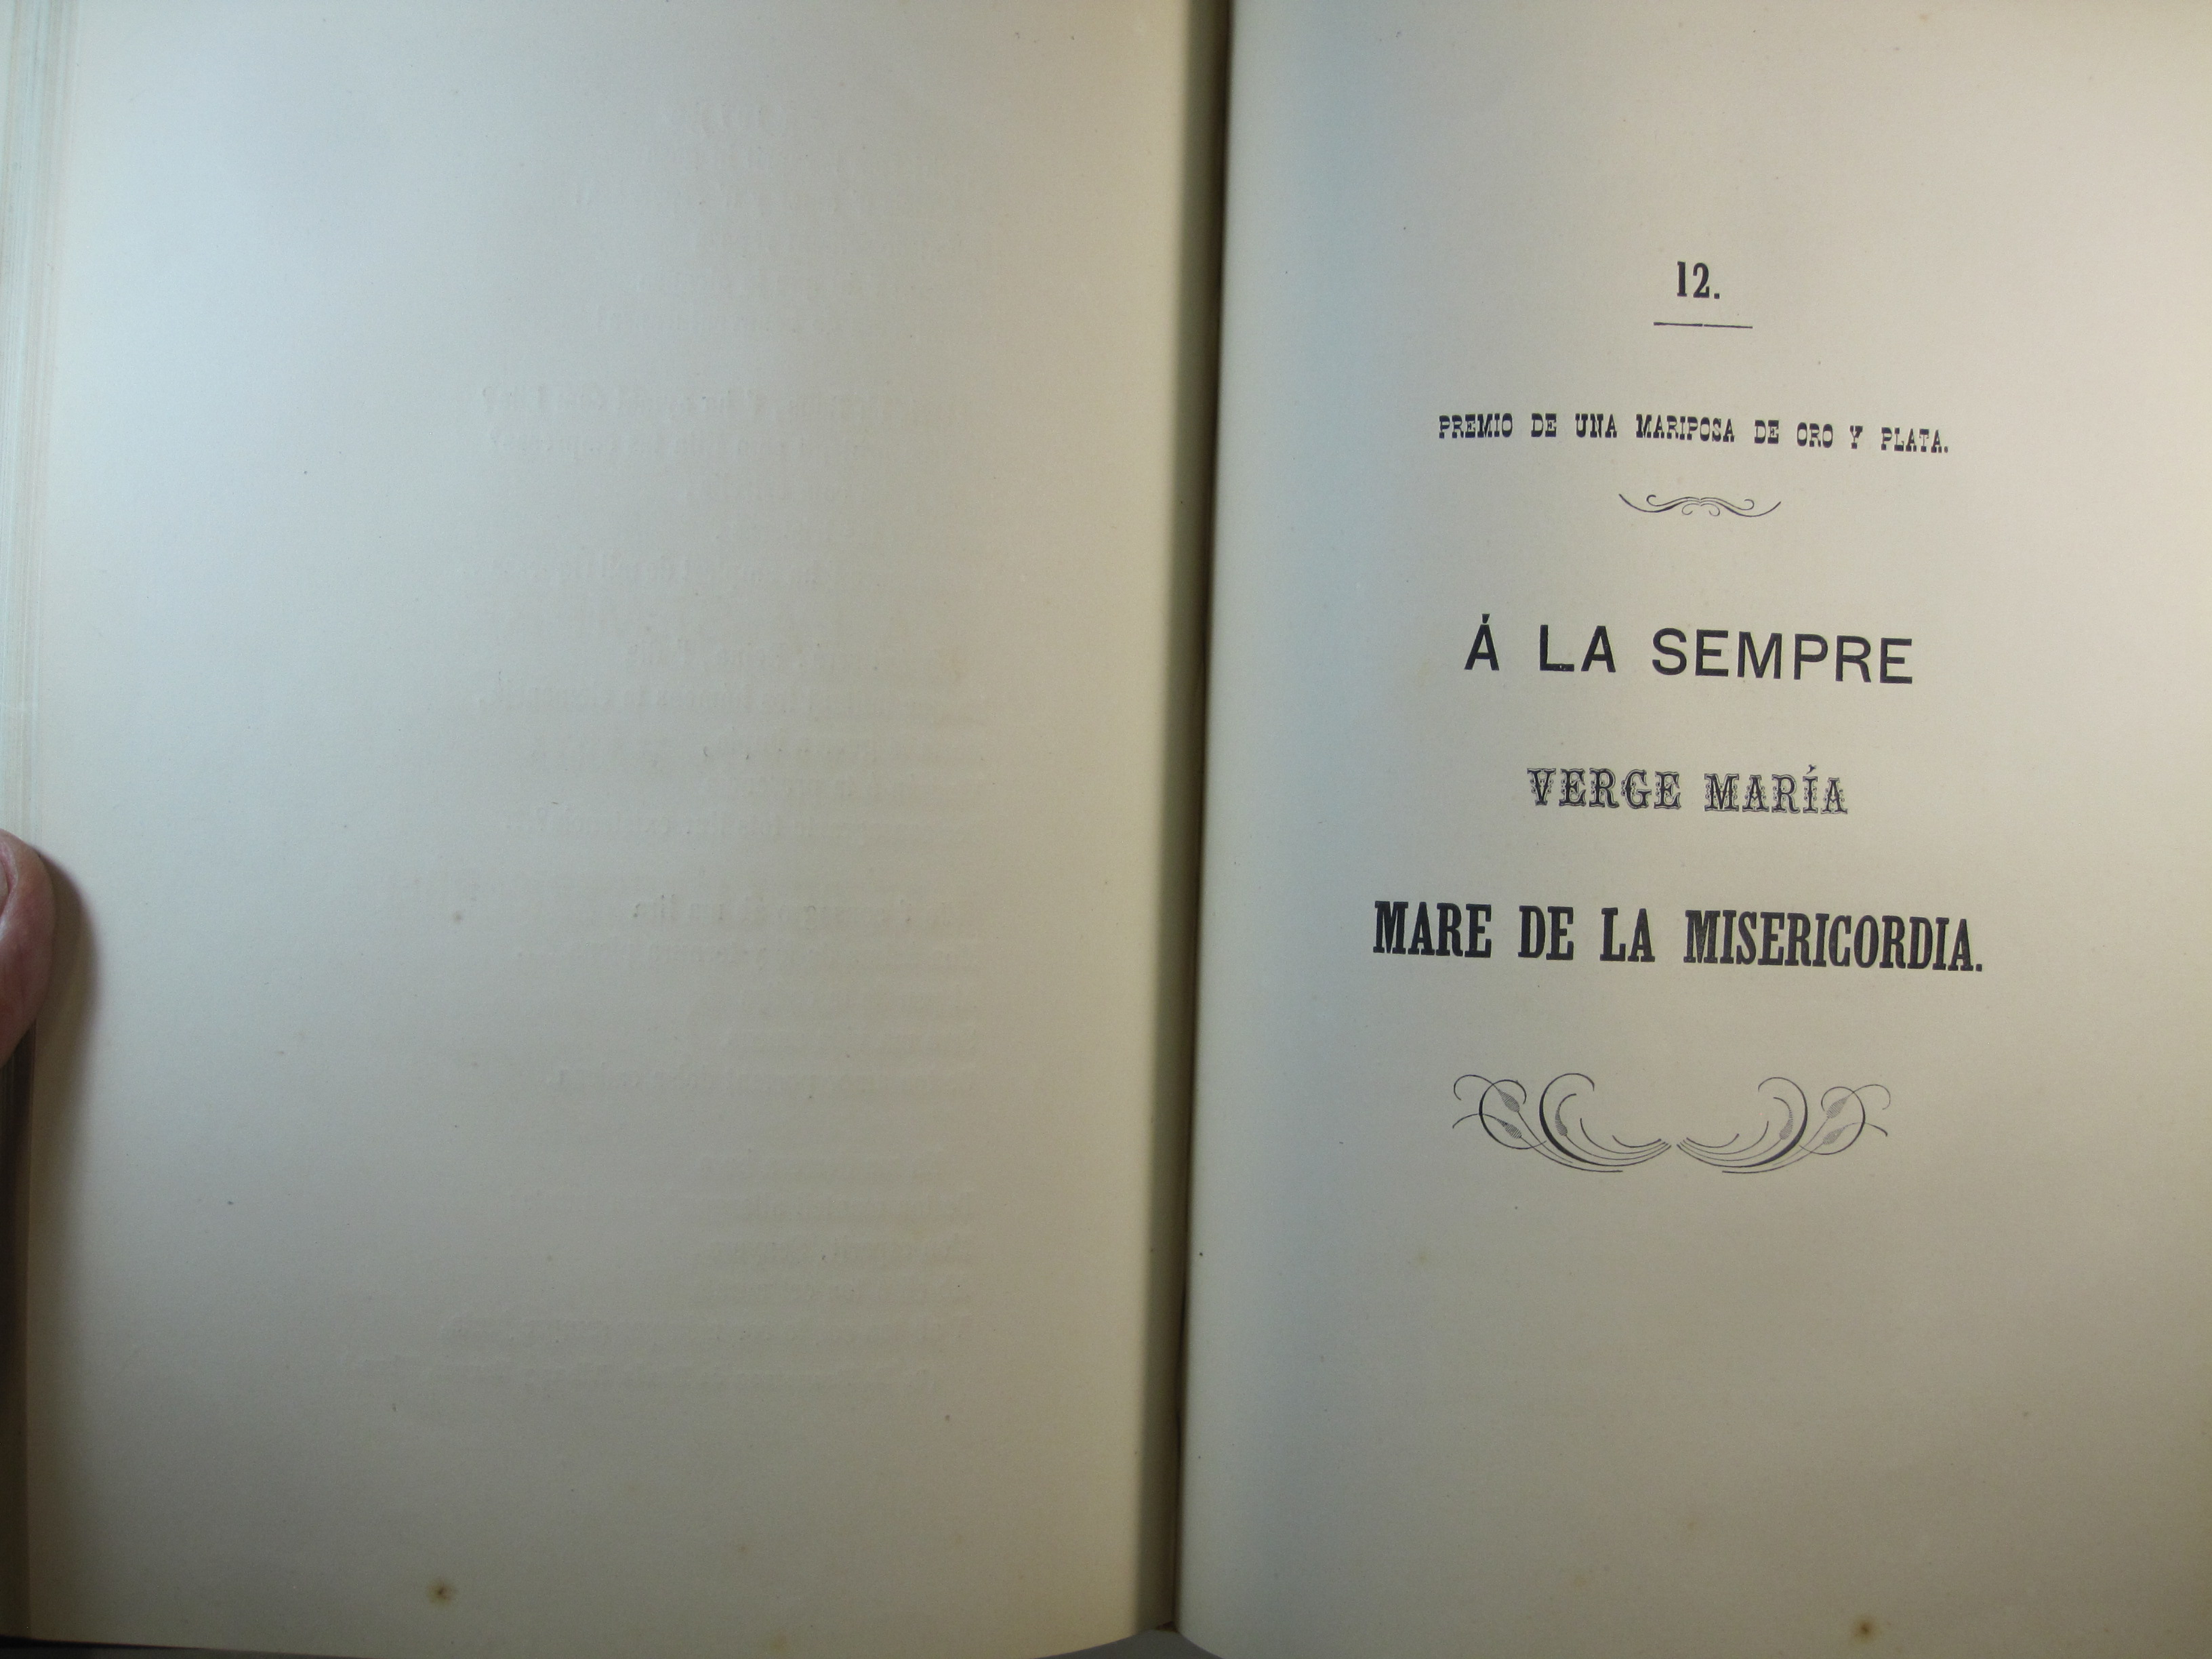 12.
PREMIO DE UNA MARIPOSA DE ORO Y PLATA.
Á LA SEMPRE
VERGE MARÍA
MARE DE LA MISERICORDIA.